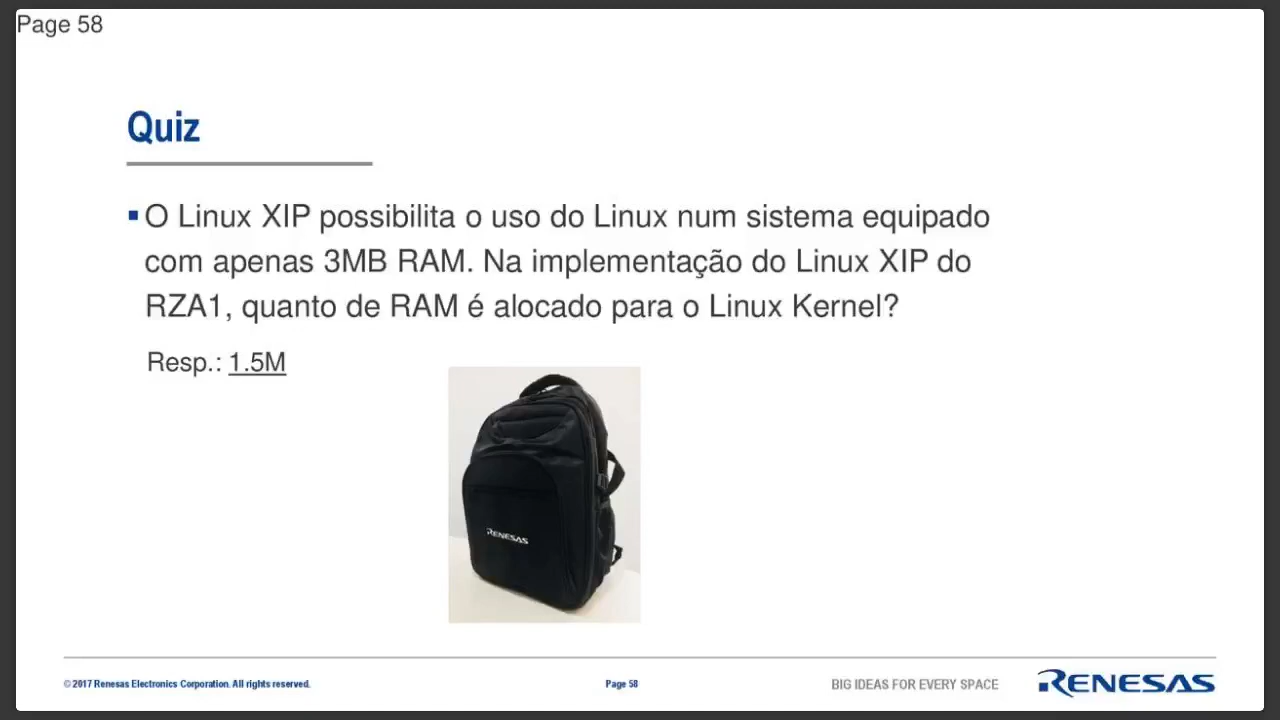 Page 58
Quiz
O Linux XIP possibilita o uso do Linux num sistema equipado
com apenas 3MB RAM. Na implementação do Linux XIP do
RZA1, quanto de RAM é alocado para o Linux Kernel?
Resp.: 1.5M
RENESAS
© 2017 Renesas Electronics Corporation. All rights reserved.
Page 58
BIG IDEAS FOR EVERY SPACE
RENESAS